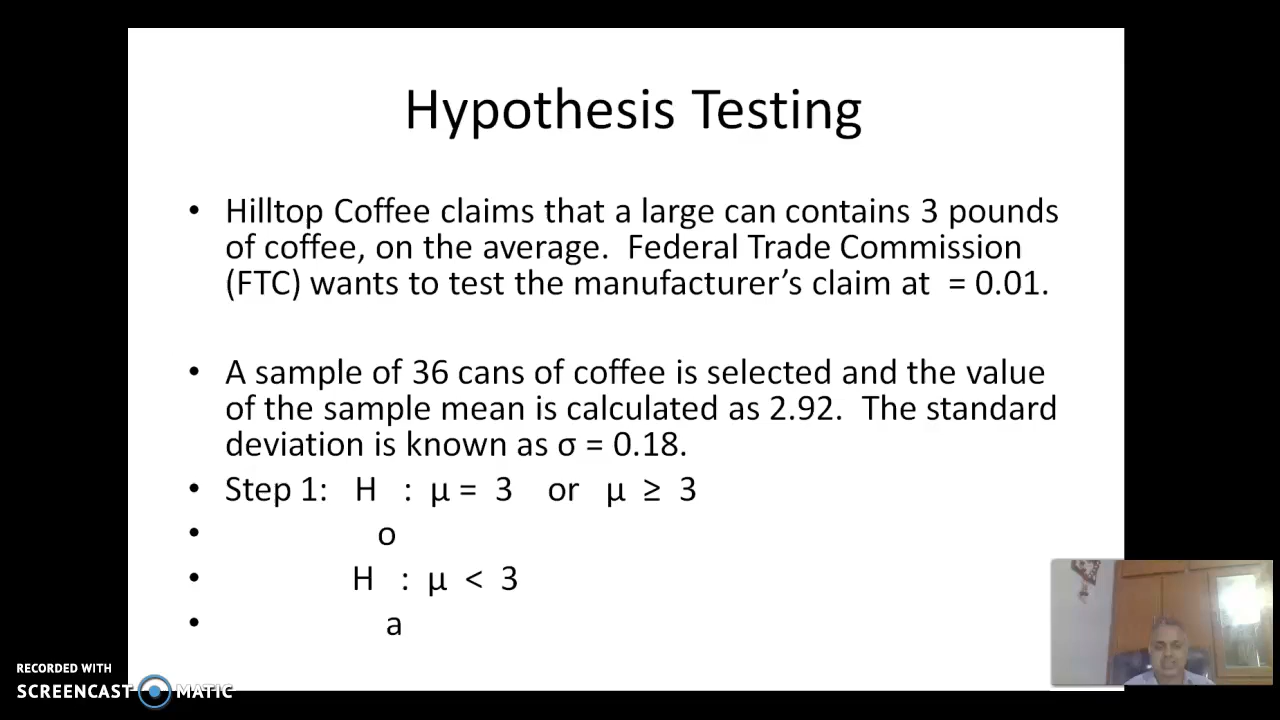 Hypothesis Testing
• Hilltop Coffee claims that a large can contains 3 pounds
of coffee, on the average. Federal Trade Commission
(FTC) wants to test the manufacturer’s claim at = 0.01.
• A sample of 36 cans of coffee is selected and the value
of the sample mean is calculated as 2.92. The standard
deviation is known as σ = 0.18.
• Step 1: H : μ = 3 or μ ≥ 3
• o
• H : μ < 3
• a
RECORDED WITH
SCREENCAST MATIC